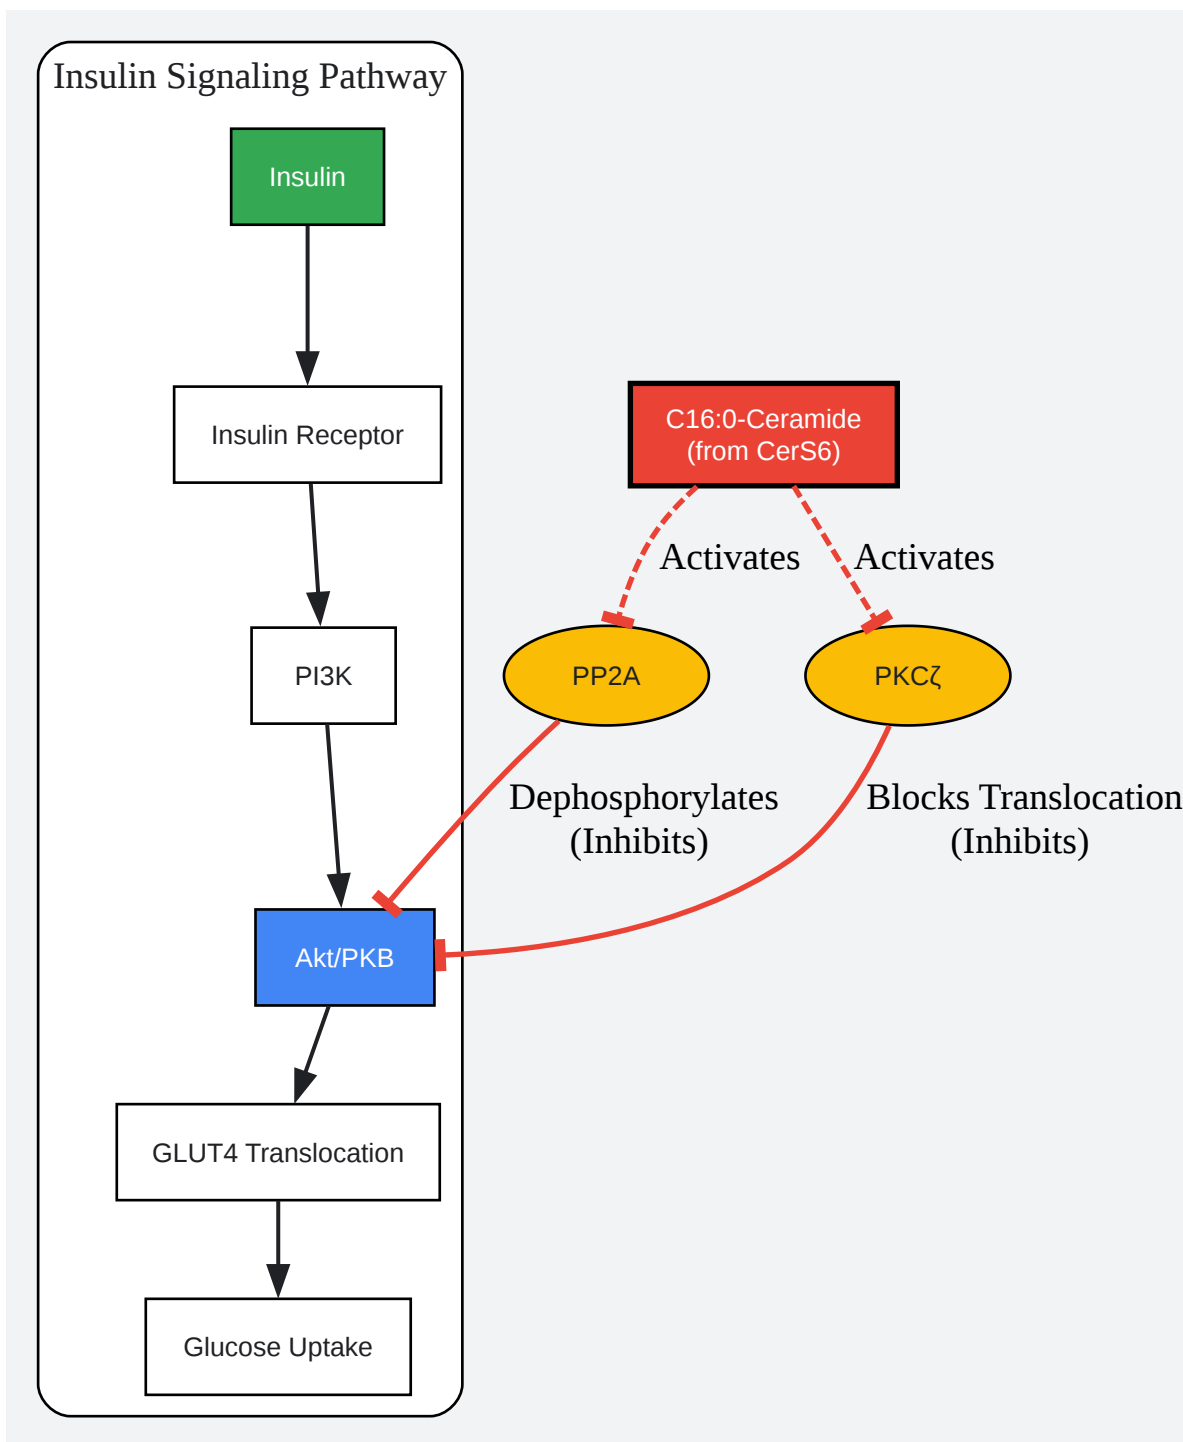 Insulin Signaling Pathway
Insulin
Insulin Receptor
C16:0-Ceramide
(from CerS6)
Activates
Activates
PI3K
PP2A
PKCζ
Dephosphorylates
(Inhibits)
Blocks Translocation
(Inhibits)
Akt/PKB
GLUT4 Translocation
Glucose Uptake